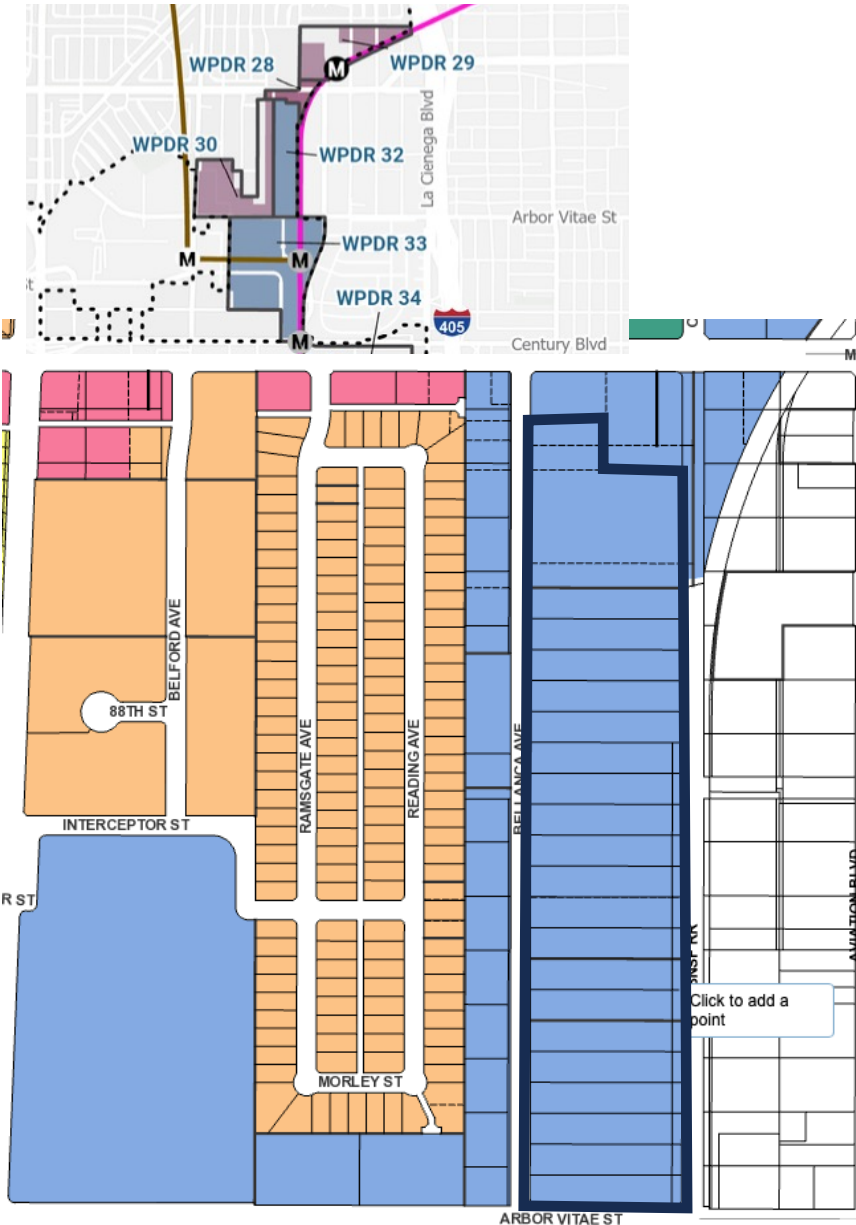 WPDR 28
WPDR 29
La Cienega Blvd
WPDR 30
WPDR 32
Arbor Vitae St
WPDR 33
M
M
M
M
WPDR 34
405
Century Blvd
M
BELFORD AVE
88TH ST
RAMSGATE AVE
READING AVE
BELLANCA AVE
INTERCEPTOR ST
R ST
AVIATION BLVD
BNSF RR
Click to add a
point
MORLEY ST
ARBOR VITAE ST